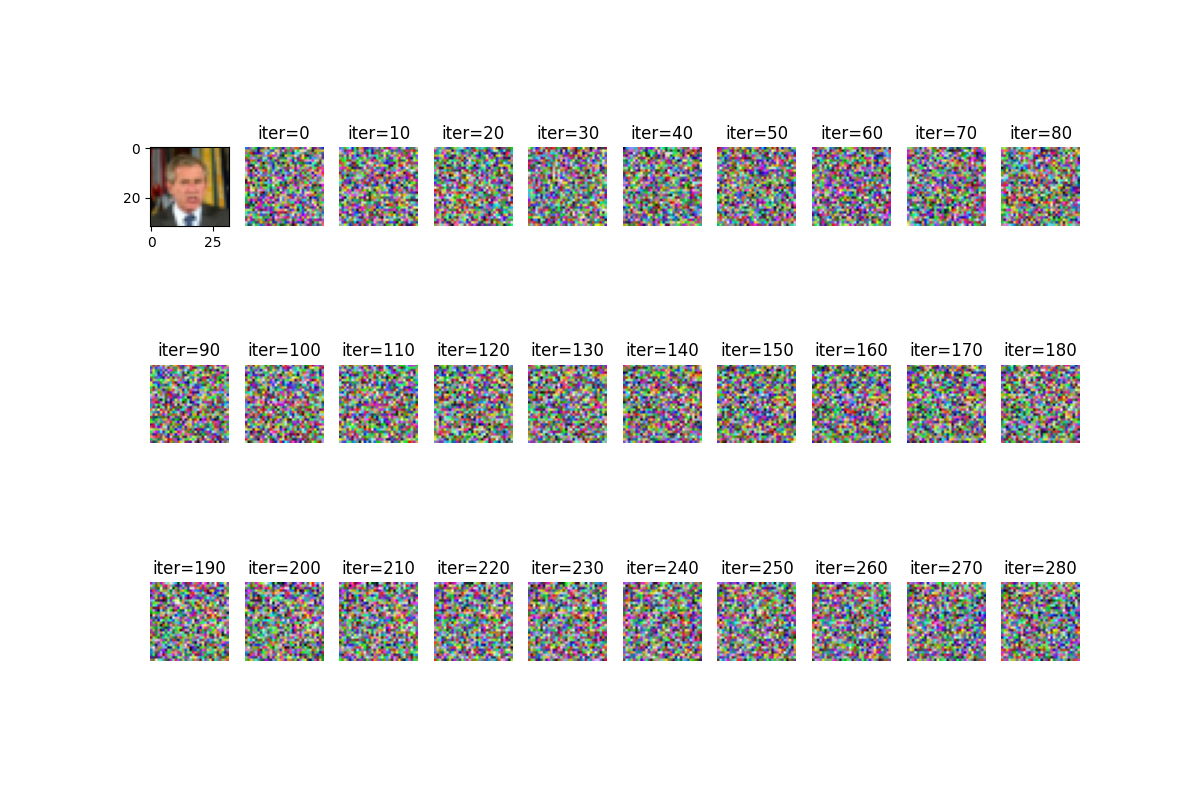 iter=0 iter=10 iter=20 iter=30 iter=40 iter=50 iter=60 iter=70 iter=80
0
20
0 25
iter=90 iter=100 iter=110 iter=120 iter=130 iter=140 iter=150 iter=160 iter=170 iter=180
iter=190 iter=200 iter=210 iter=220 iter=230 iter=240 iter=250 iter=260 iter=270 iter=280